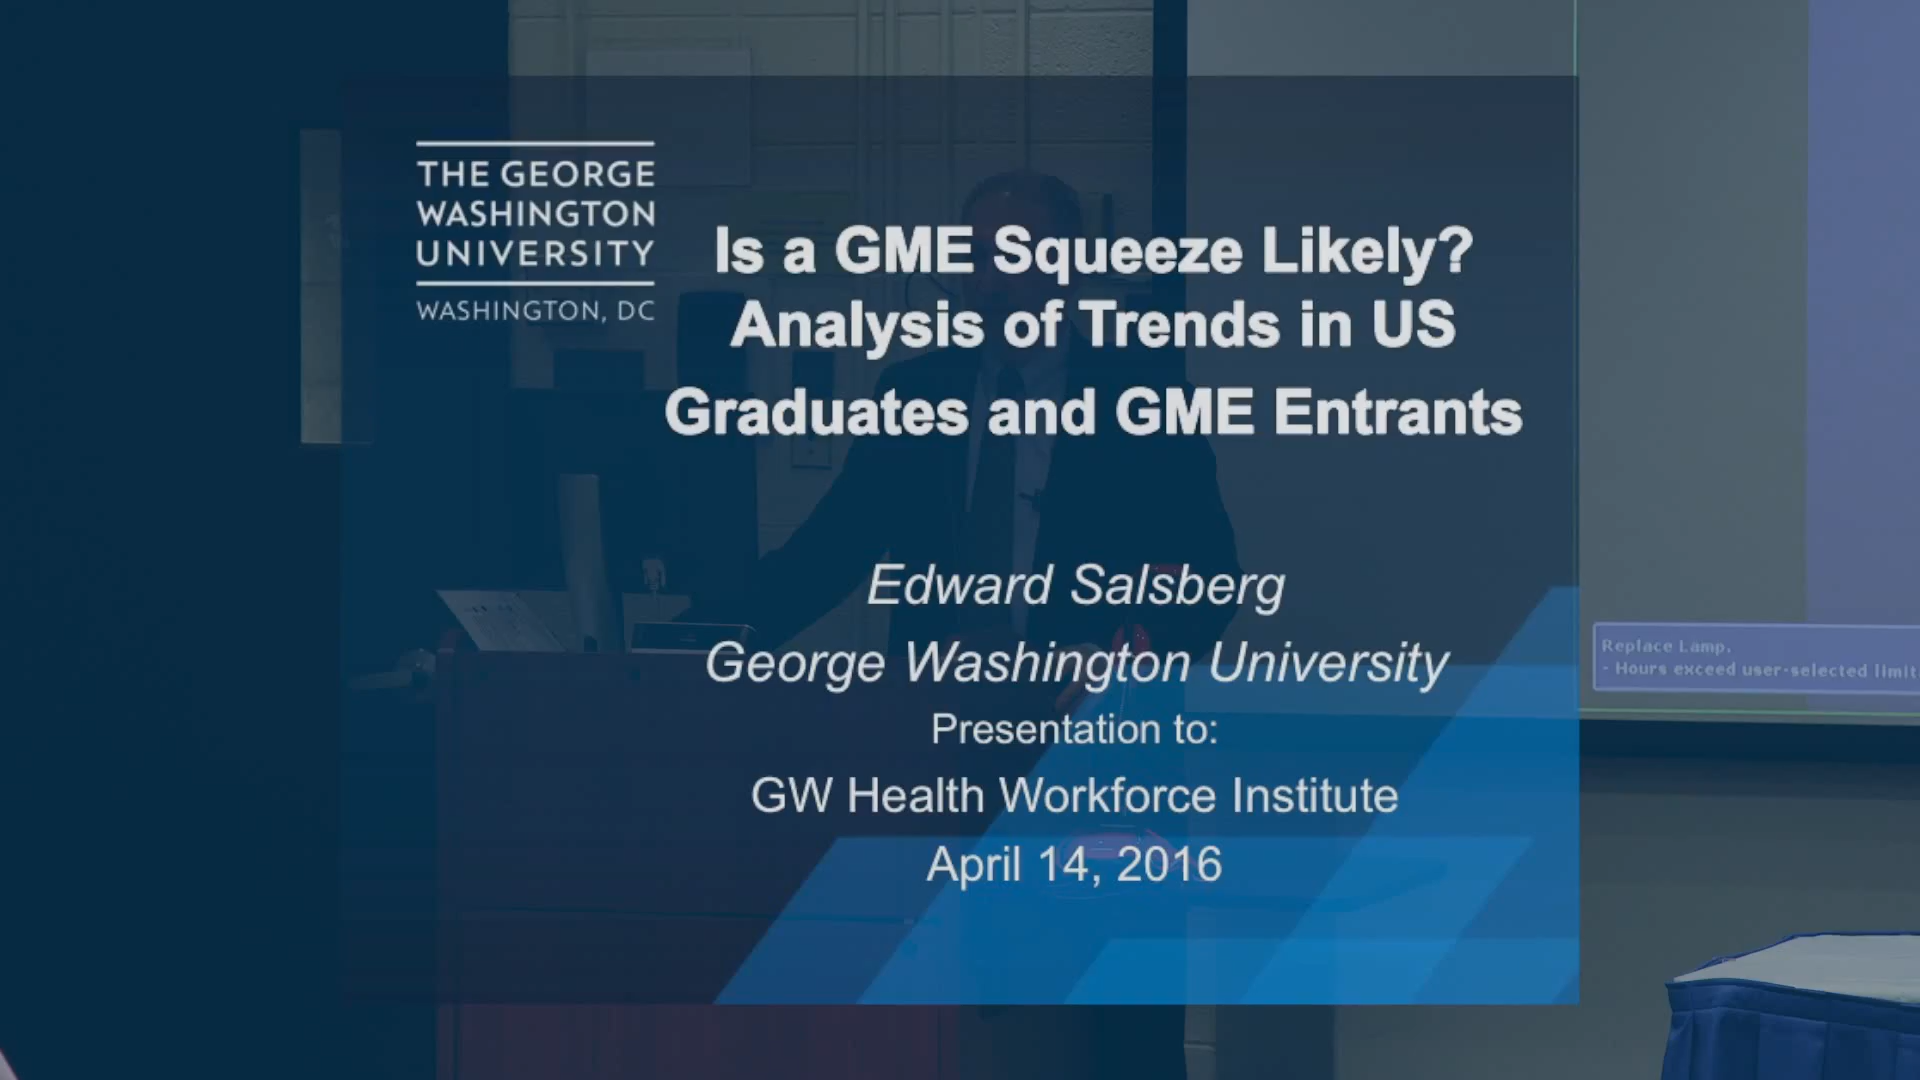 THE GEORGE
WASHINGTON
UNIVERSITY
WASHINGTON, DC
Is a GME Squeeze Likely?
Analysis of Trends in US
Graduates and GME Entrants
Edward Salsberg
George Washington University
Presentation to:
GW Health Workforce Institute
April 14, 2016
Replace Lamp.
- Hours exceed user-selected limit